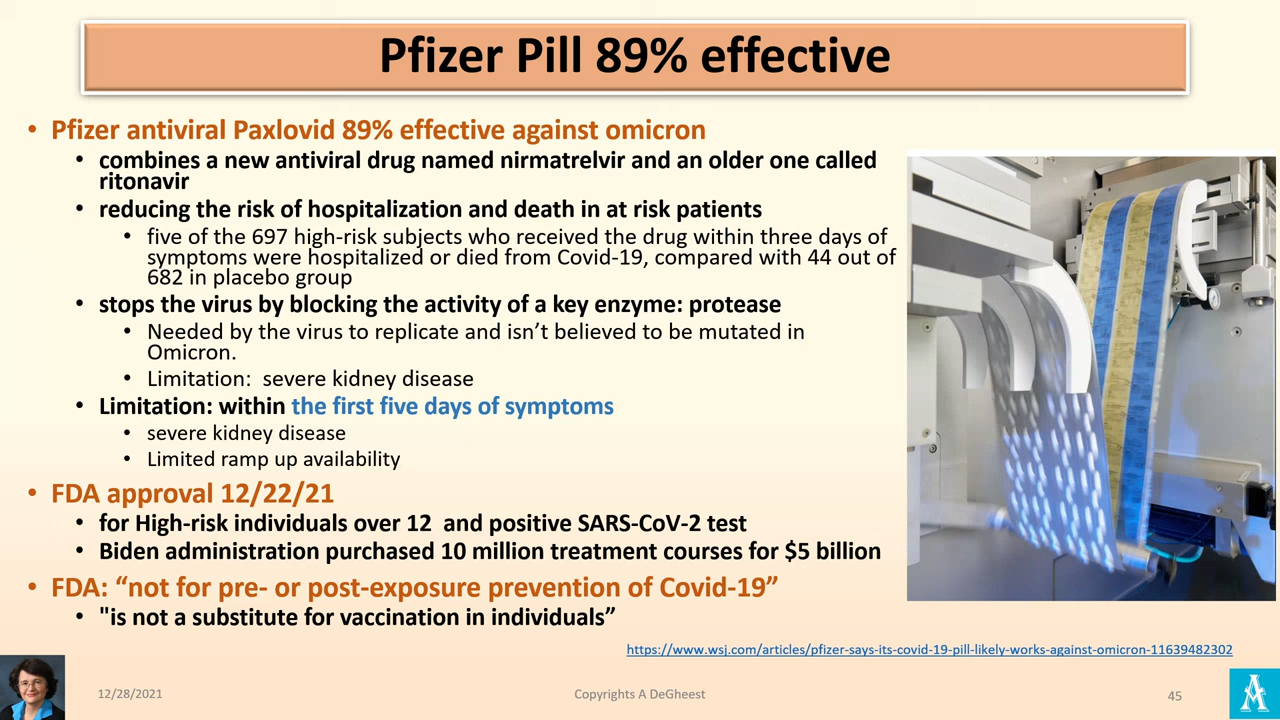 Pfizer Pill 89% effective
• Pfizer antiviral Paxlovid 89% effective against omicron
• combines a new antiviral drug named nirmatrelvir and an older one called
ritonavir
• reducing the risk of hospitalization and death in at risk patients
• five of the 697 high-risk subjects who received the drug within three days of
symptoms were hospitalized or died from Covid-19, compared with 44 out of
682 in placebo group
• stops the virus by blocking the activity of a key enzyme: protease
• Needed by the virus to replicate and isn’t believed to be mutated in
Omicron.
• Limitation:  severe kidney disease
• Limitation: within the first five days of symptoms
• severe kidney disease
• Limited ramp up availability
• FDA approval 12/22/21
• for High-risk individuals over 12  and positive SARS-CoV-2 test
• Biden administration purchased 10 million treatment courses for $5 billion
• FDA: “not for pre- or post-exposure prevention of Covid-19”
• "is not a substitute for vaccination in individuals”
https://www.wsj.com/articles/pfizer-says-its-covid-19-pill-likely-works-against-omicron-11639482302
12/28/2021
Copyrights A DeGheest
45
A